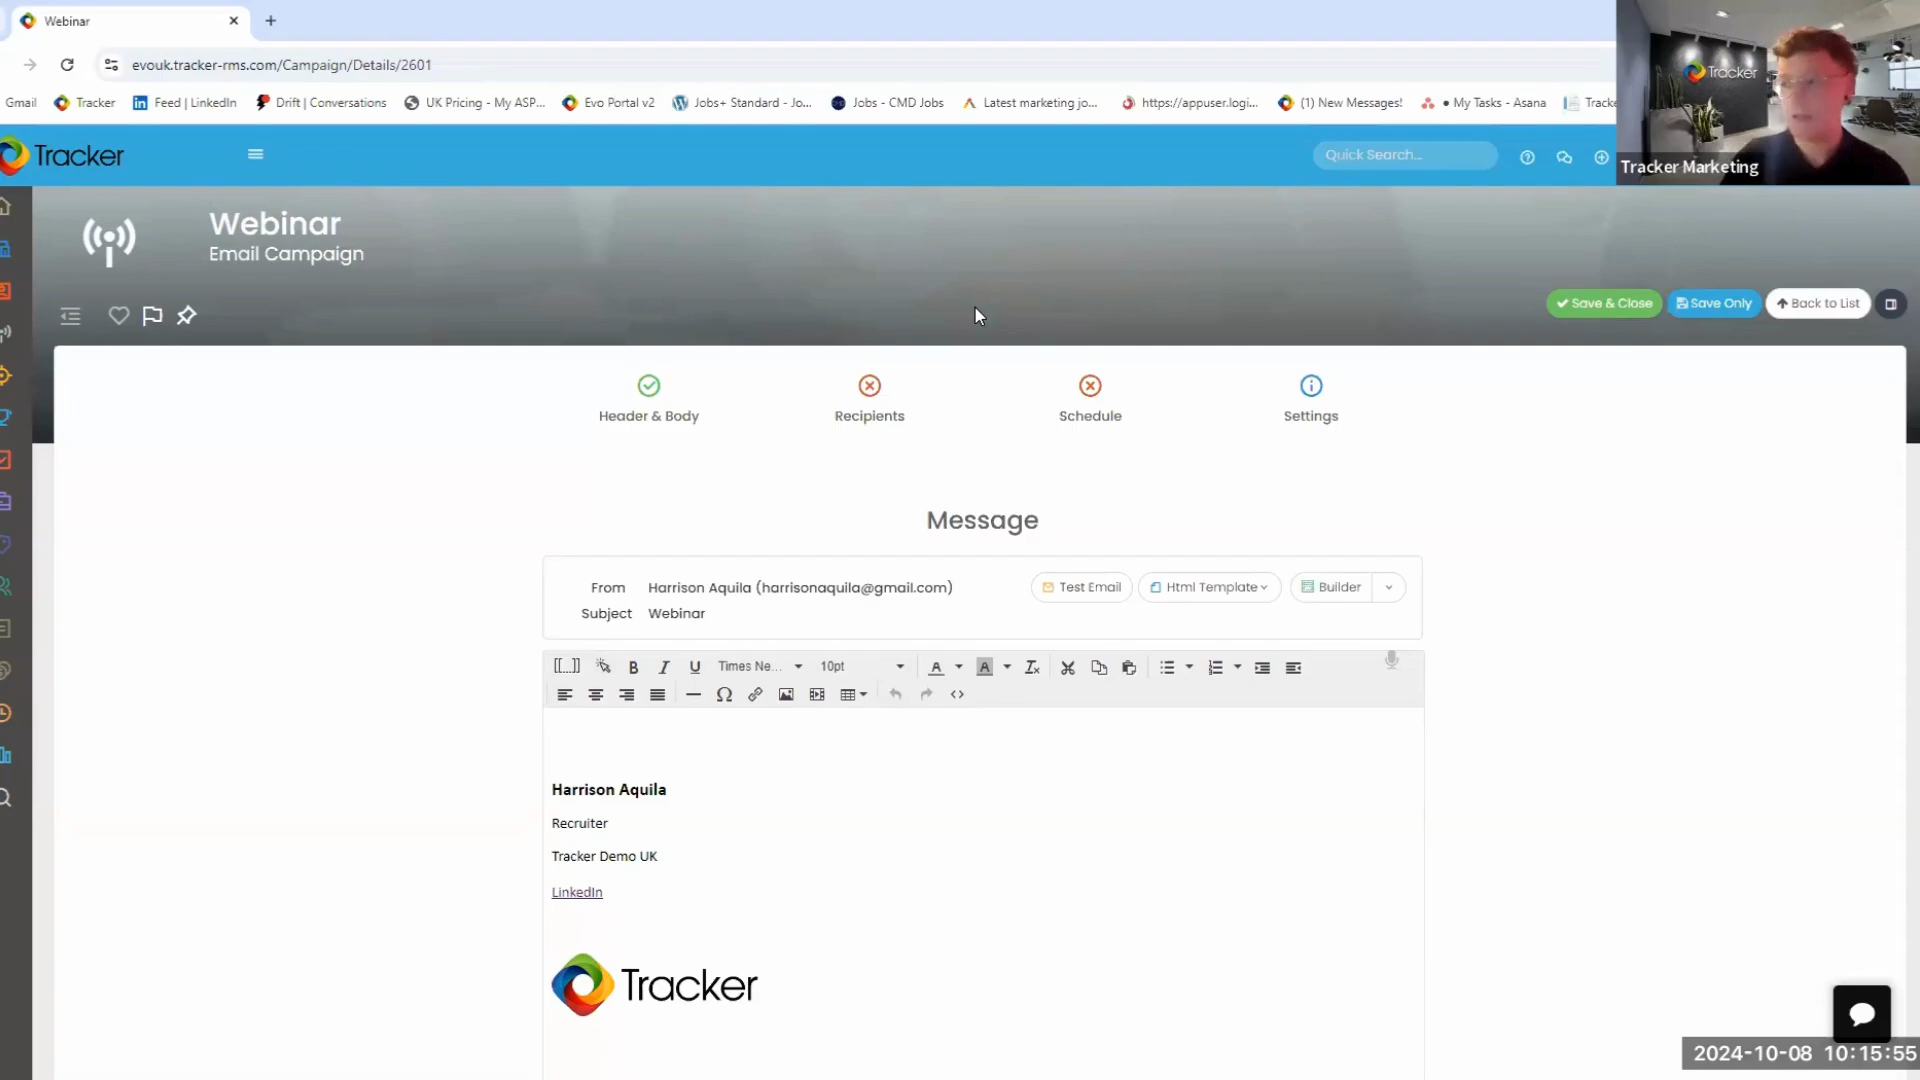 Webinar
evouk.tracker-rms.com/Campaign/Details/2601
Gmail
Tracker
Feed | LinkedIn
Drift | Conversations
UK Pricing - My ASP...
Evo Portal v2
Jobs+ Standard - Jo...
Jobs - CMD Jobs
Latest marketing jo...
https://appuser.logi...
(1) New Messages!
• My Tasks - Asana
Tracke
Tracker
Tracker
Quick Search...
Tracker Marketing
Webinar
Email Campaign
Save & Close
Save Only
Back to List
Header & Body
Recipients
Schedule
Settings
Message
From
Harrison Aquila (harrisonaquila@gmail.com)
Test Email
Html Template
Builder
Subject
Webinar
[[...]]
B
I
U
Times Ne...
10pt
A
A
Harrison Aquila
Recruiter
Tracker Demo UK
LinkedIn
Tracker
2024-10-08 10:15:55